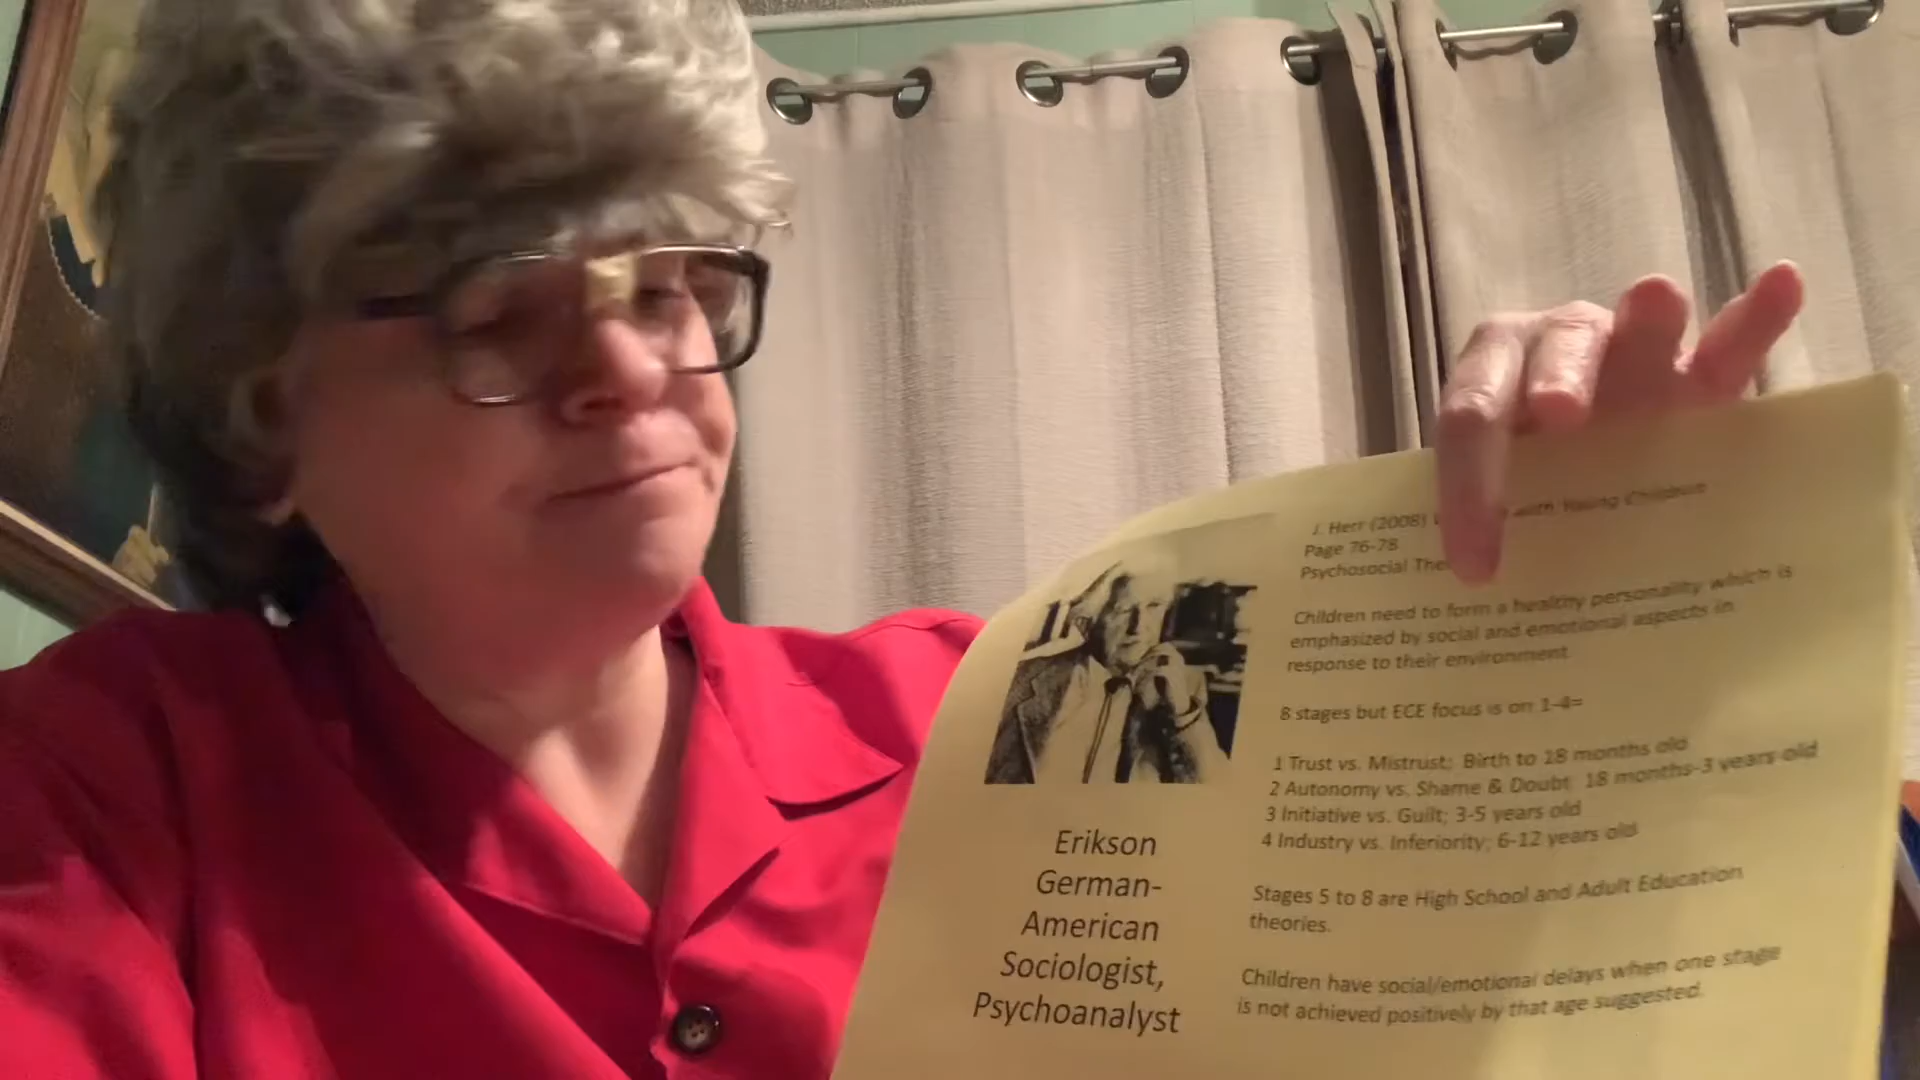 Erikson
German-
American
Sociologist,
Psychoanalyst
J. Herr (2008) with Young Children
Page 76-78
Psychosocial
Children need to form a healthy personality which is
emphasized by social and emotional aspects in
response to their environment.
8 stages but ECE focus is on 1-4=
1 Trust vs. Mistrust; Birth to 18 months old
2 Autonomy vs. Shame & Doubt; 18 months-3 years old
3 Initiative vs. Guilt; 3-5 years old
4 Industry vs. Inferiority; 6-12 years old
Stages 5 to 8 are High School and Adult Education
theories.
Children have social/emotional delays when one stage
is not achieved positively by that age suggested.